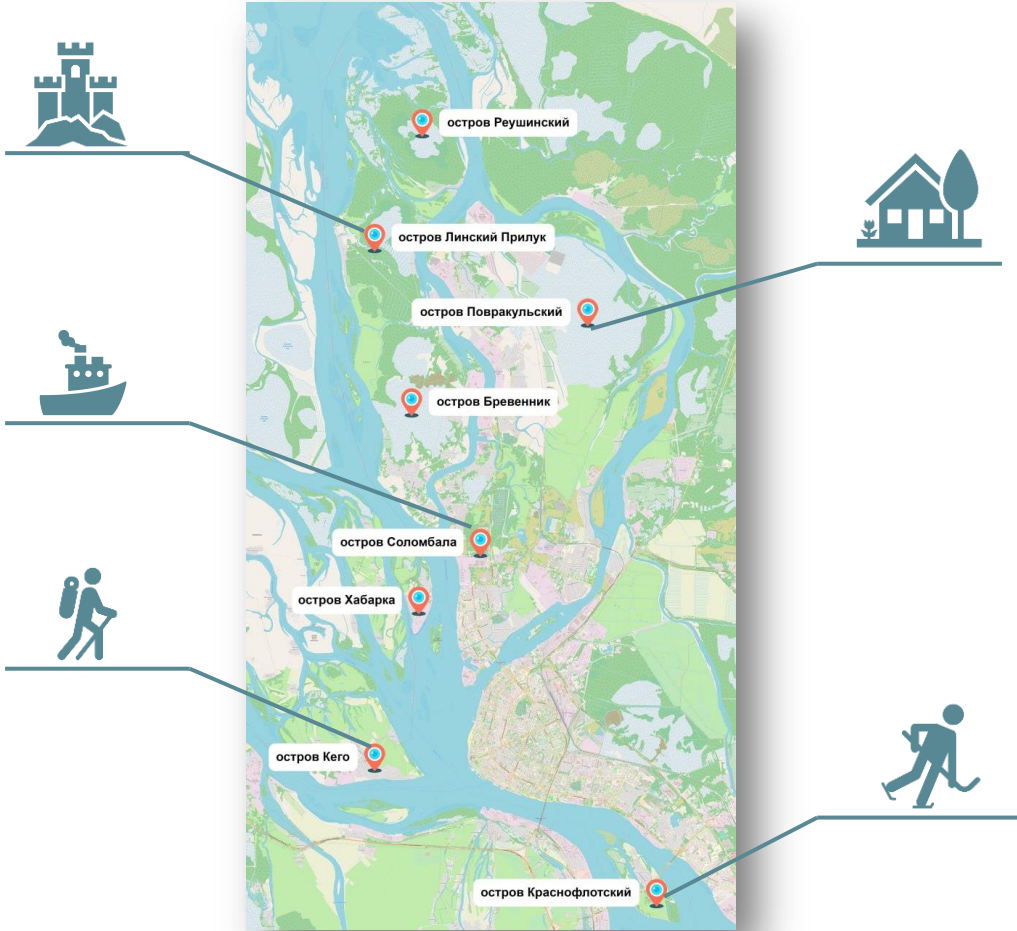 остров Реушинский
остров Линский Прилук
остров Повракульский
остров Бревенник
остров Соломбала
остров Хабарка
остров Кего
остров Краснофлотский